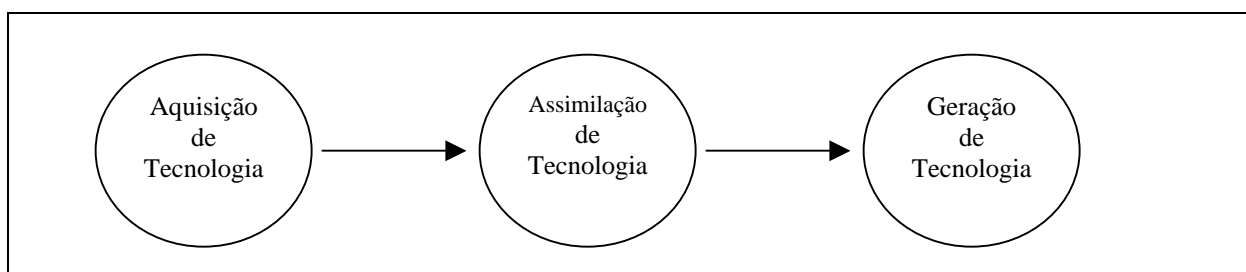 Aquisição
de
Tecnologia
Assimilação
de
Tecnologia
Geração
de
Tecnologia